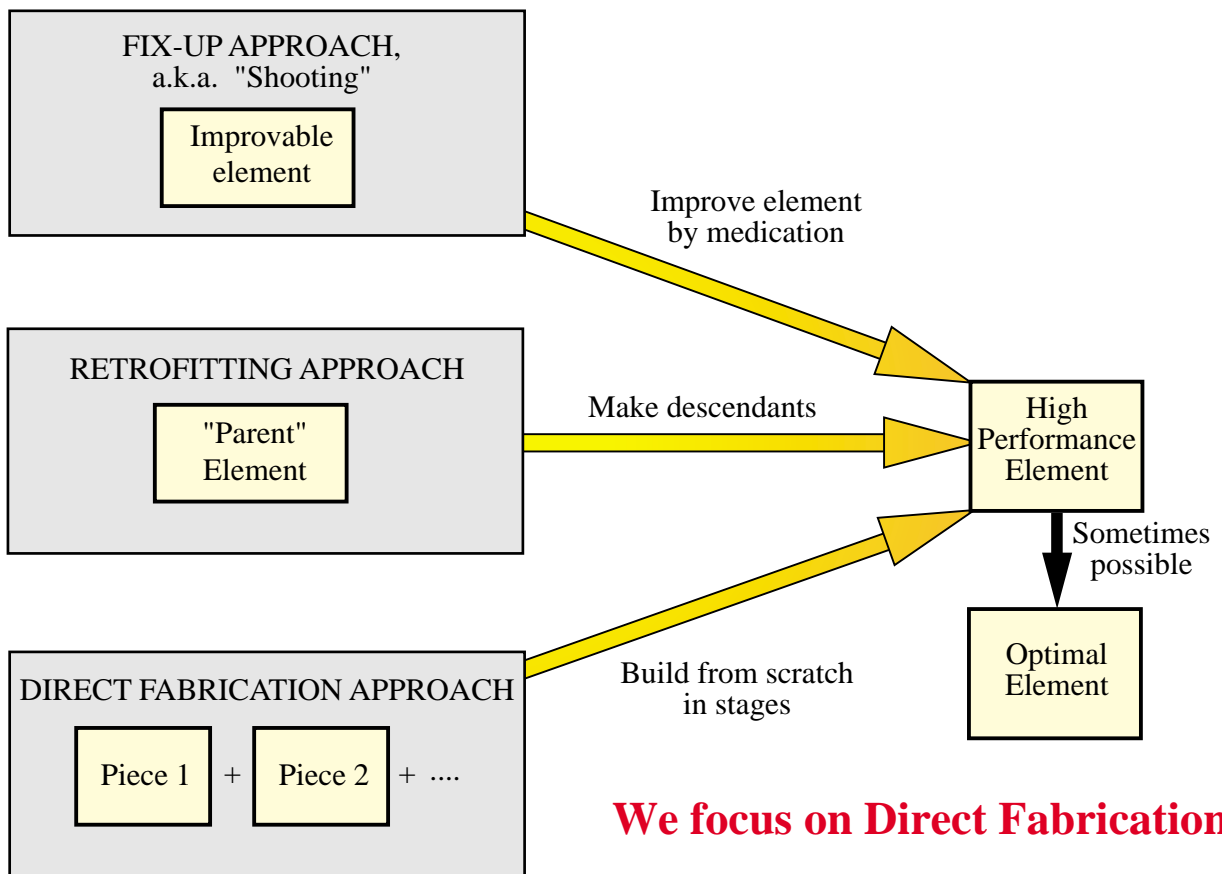 FIX-UP APPROACH,
a.k.a. "Shooting"
Improvable
element
Improve element
by medication
RETROFITTING APPROACH
"Parent"
Element
Make descendants
High
Performance
Element
Sometimes
possible
Optimal
Element
DIRECT FABRICATION APPROACH
Piece 1 + Piece 2 + ....
Build from scratch
in stages
We focus on Direct Fabrication